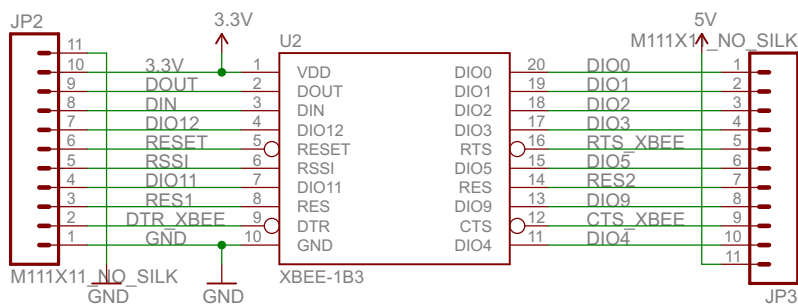 JP2 3.3V 5V
U2 M111X11_NO_SILK
11
10 3.3V 1 VDD DIO0 20 DIO0 1
9 DOUT 2 DOUT DIO1 19 DIO1 2
8 DIN 3 DIN DIO2 18 DIO2 3
7 DIO12 4 DIO12 DIO3 17 DIO3 4
6 RESET 5 RESET RTS 16 RTS_XBEE 5
5 RSSI 6 RSSI DIO5 15 DIO5 6
4 DIO11 7 DIO11 RES 14 RES2 7
3 RES1 8 RES DIO9 13 DIO9 8
2 DTR_XBEE 9 DTR CTS 12 CTS_XBEE 9
1 GND 10 GND DIO4 11 DIO4 10
11
M111X11_NO_SILK XBEE-1B3
GND GND JP3